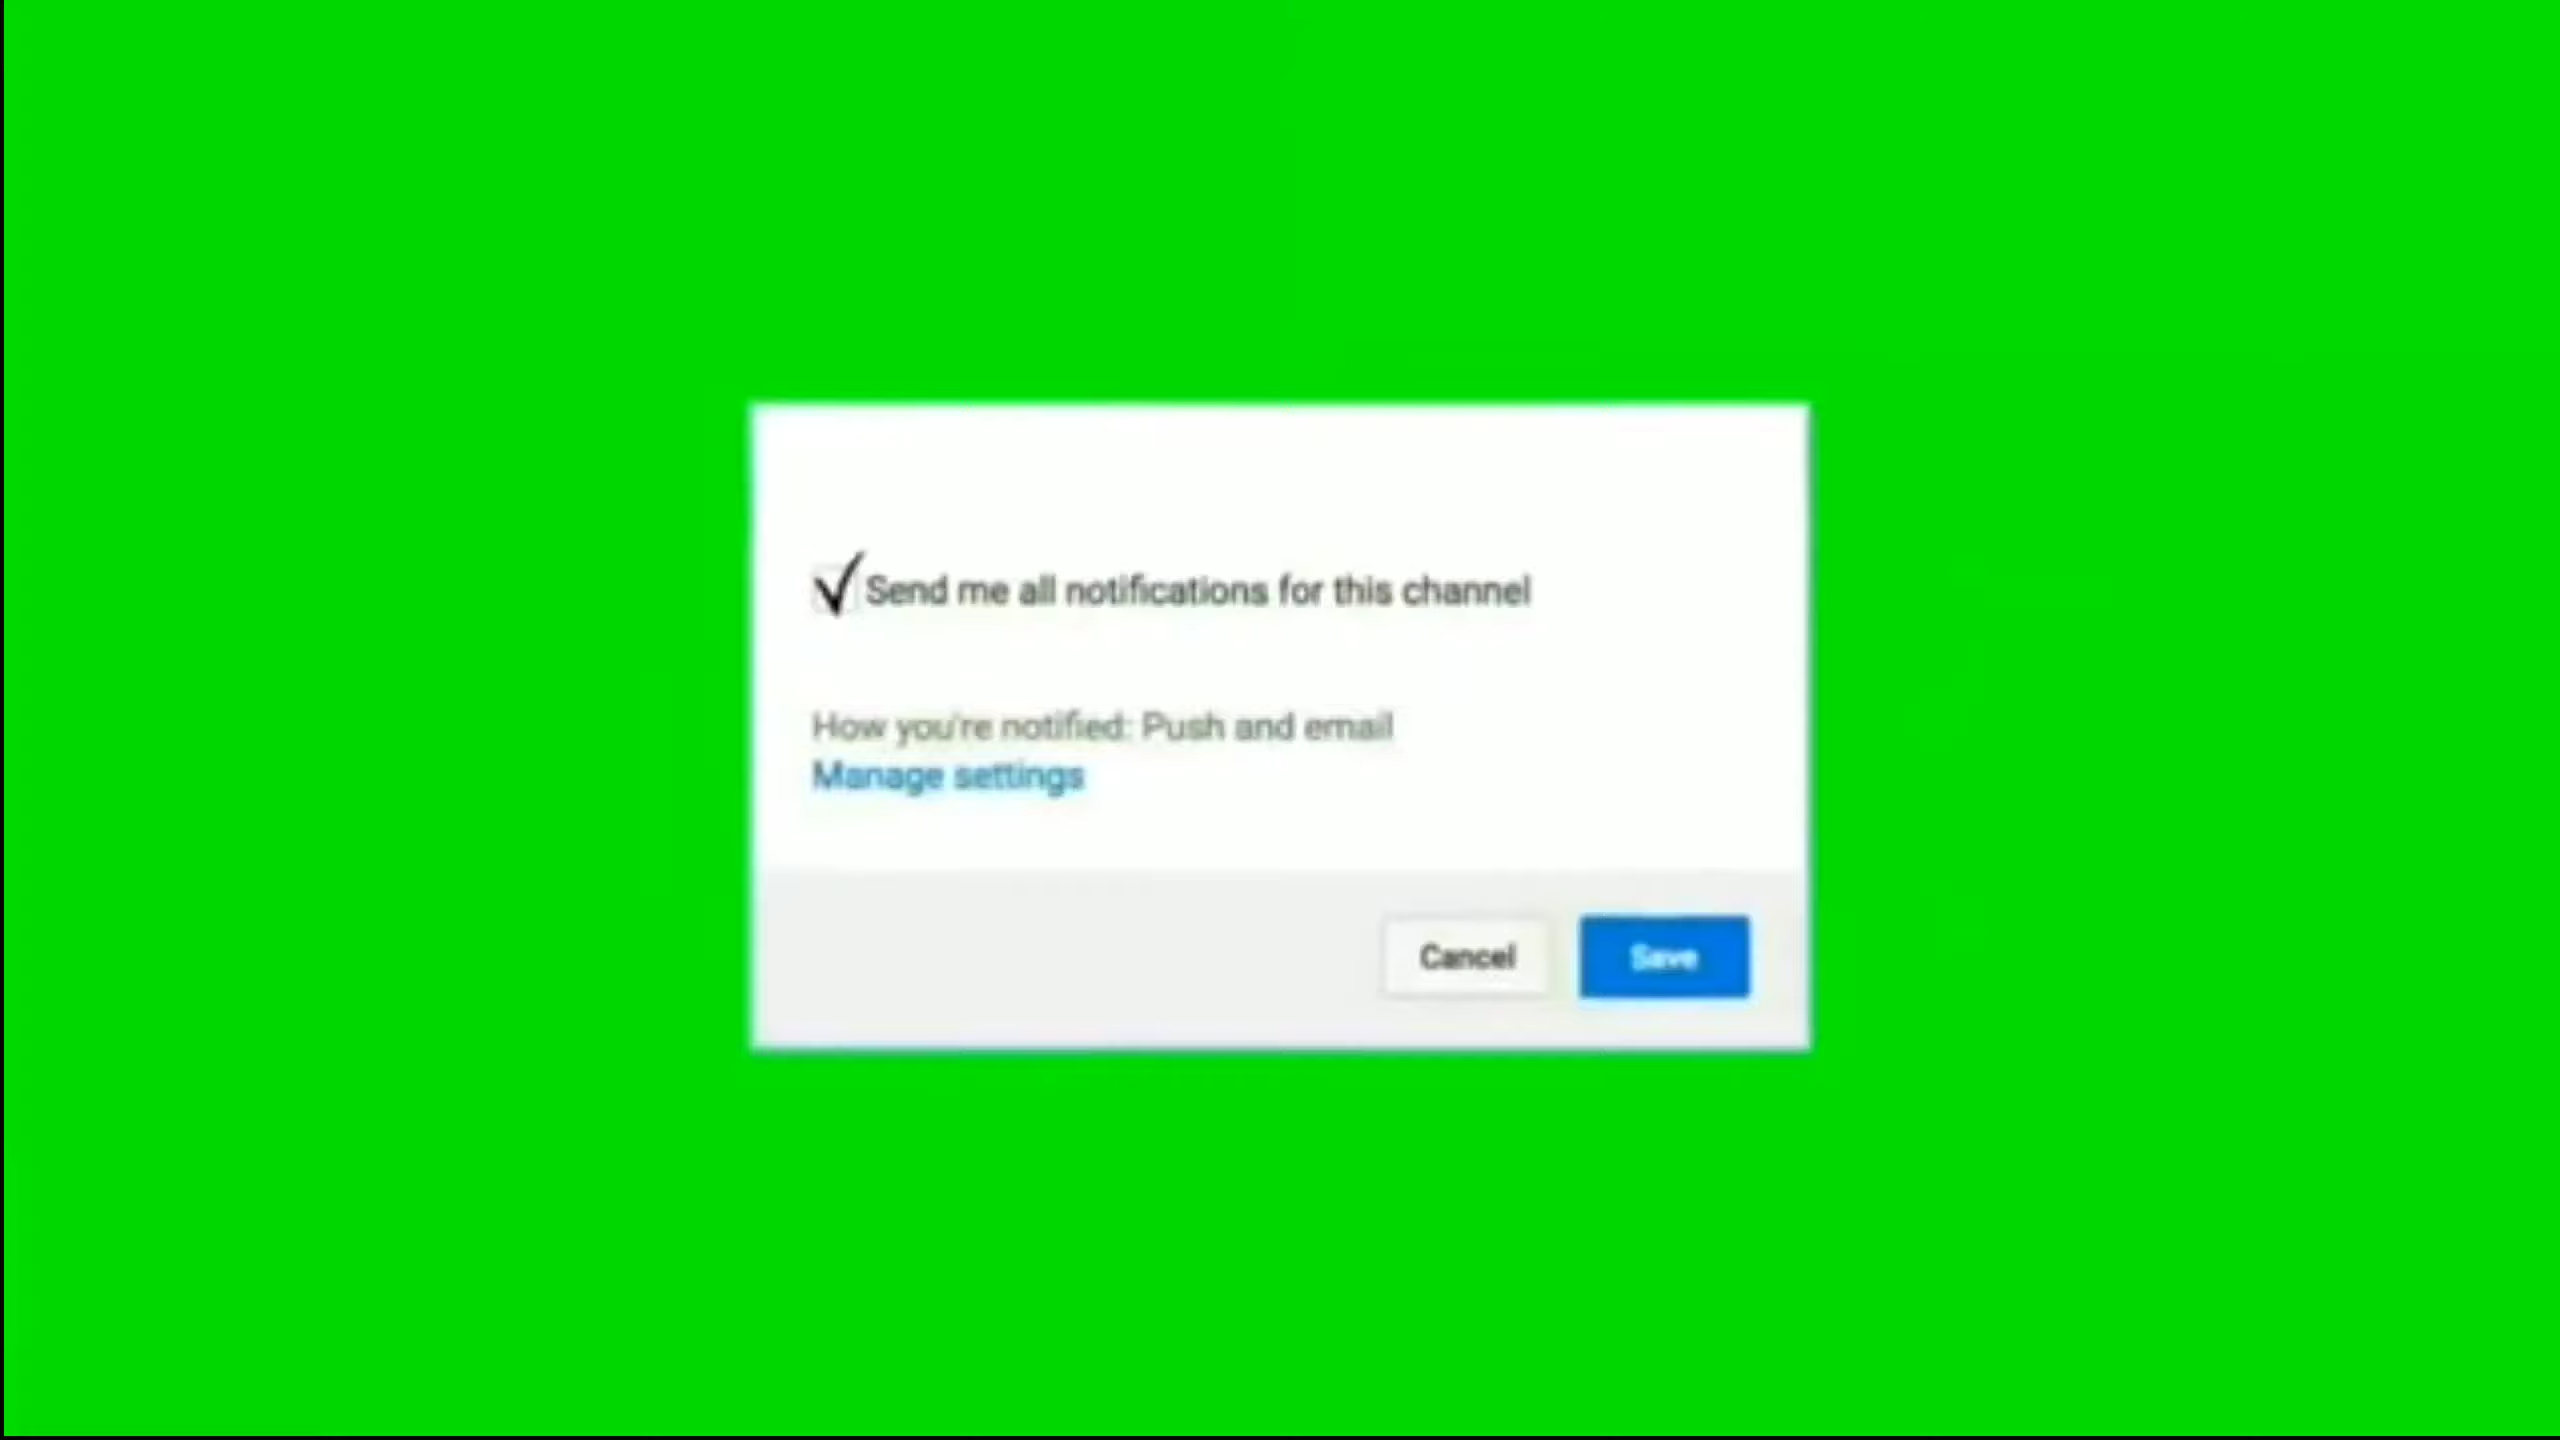 Send me all notifications for this channel
How you're notified: Push and email
Manage settings
Cancel
Save